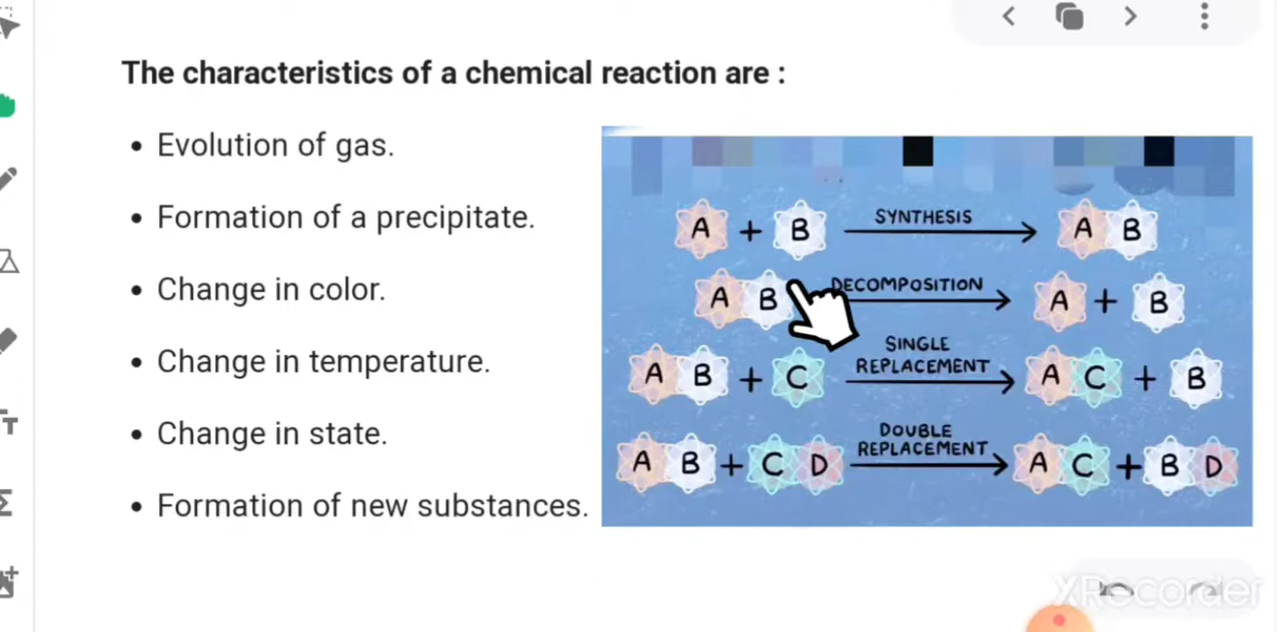 The characteristics of a chemical reaction are :
• Evolution of gas.
• Formation of a precipitate.
• Change in color.
• Change in temperature.
• Change in state.
• Formation of new substances.
A + B SYNTHESIS A B
A B DECOMPOSITION A + B
A B + C SINGLE REPLACEMENT A C + B
A B + C D DOUBLE REPLACEMENT A C + B D
XRecorder